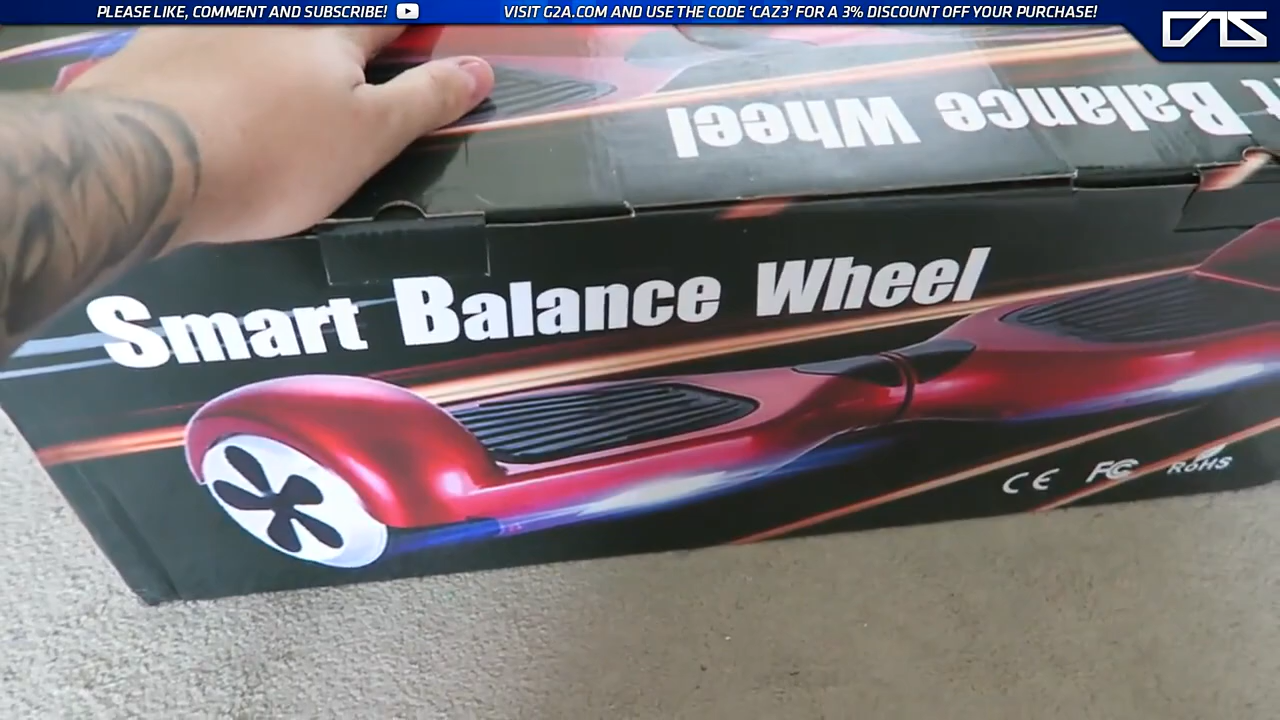 PLEASE LIKE, COMMENT AND SUBSCRIBE!
VISIT G2A.COM AND USE THE CODE 'CAZ3' FOR A 3% DISCOUNT OFF YOUR PURCHASE!
t Balance Wheel
Smart Balance Wheel
CE FC RoHS